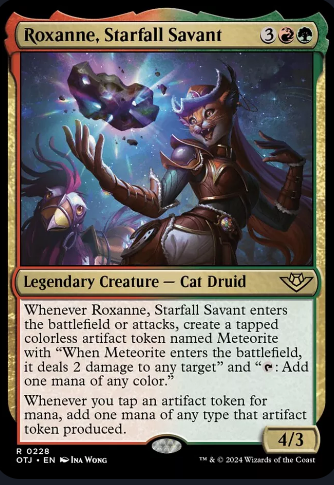 Roxanne, Starfall Savant 3
Legendary Creature — Cat Druid
Whenever Roxanne, Starfall Savant enters
the battlefield or attacks, create a tapped
colorless artifact token named Meteorite
with “When Meteorite enters the battlefield,
it deals 2 damage to any target” and “: Add
one mana of any color.”
Whenever you tap an artifact token for
mana, add one mana of any type that artifact
token produced.
4/3
R 0228
OTJ • EN Ina Wong
™ & © 2024 Wizards of the Coast